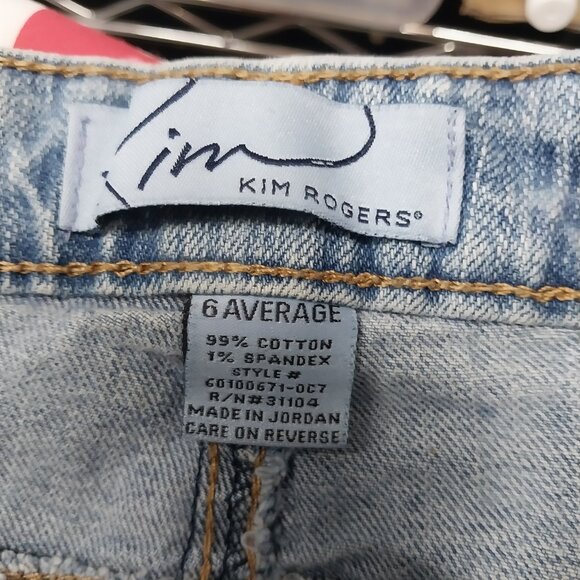 Kim
KIM ROGERS®
6 AVERAGE
99% COTTON
1% SPANDEX
STYLE #
60100671-0C7
R/N#31104
MADE IN JORDAN
CARE ON REVERSE